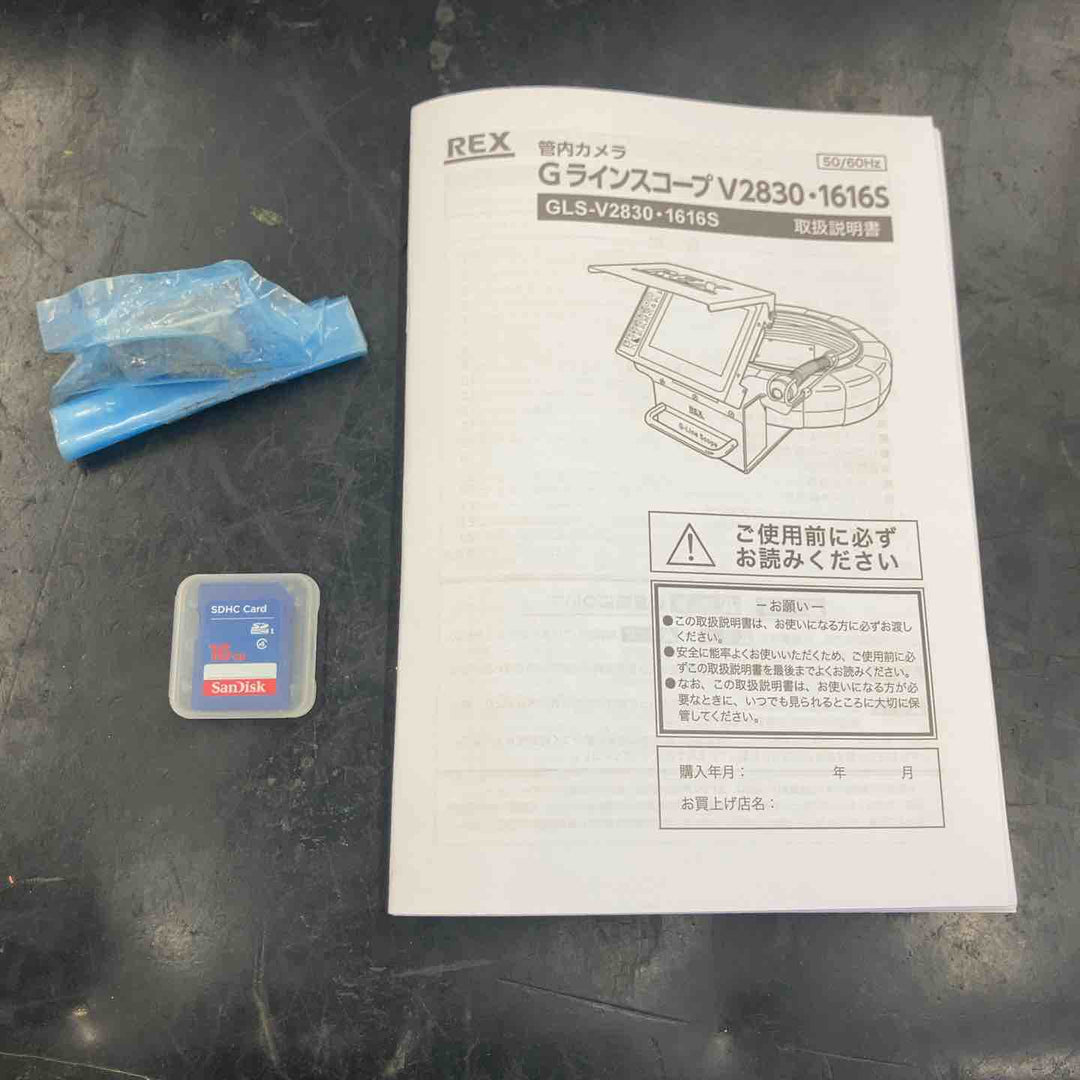 REX
管内カメラ
50/60Hz
Gラインスコープ V2830・1616S
GLS-V2830・1616S
取扱説明書
REX
REX
G-Line Scope
ご使用前に必ず
お読みください
－お願い－
●この取扱説明書は、お使いになる方に必ずお渡し
ください。
●安全に能率よくお使いいただくため、ご使用前に必
ずこの取扱説明書を最後までよくお読みください。
●なお、この取扱説明書は、お使いになる方が必
要なときに、いつでも見られるところに大切に保
管してください。
購入年月： 年 月
お買上げ店名：
SDHC Card
SanDisk